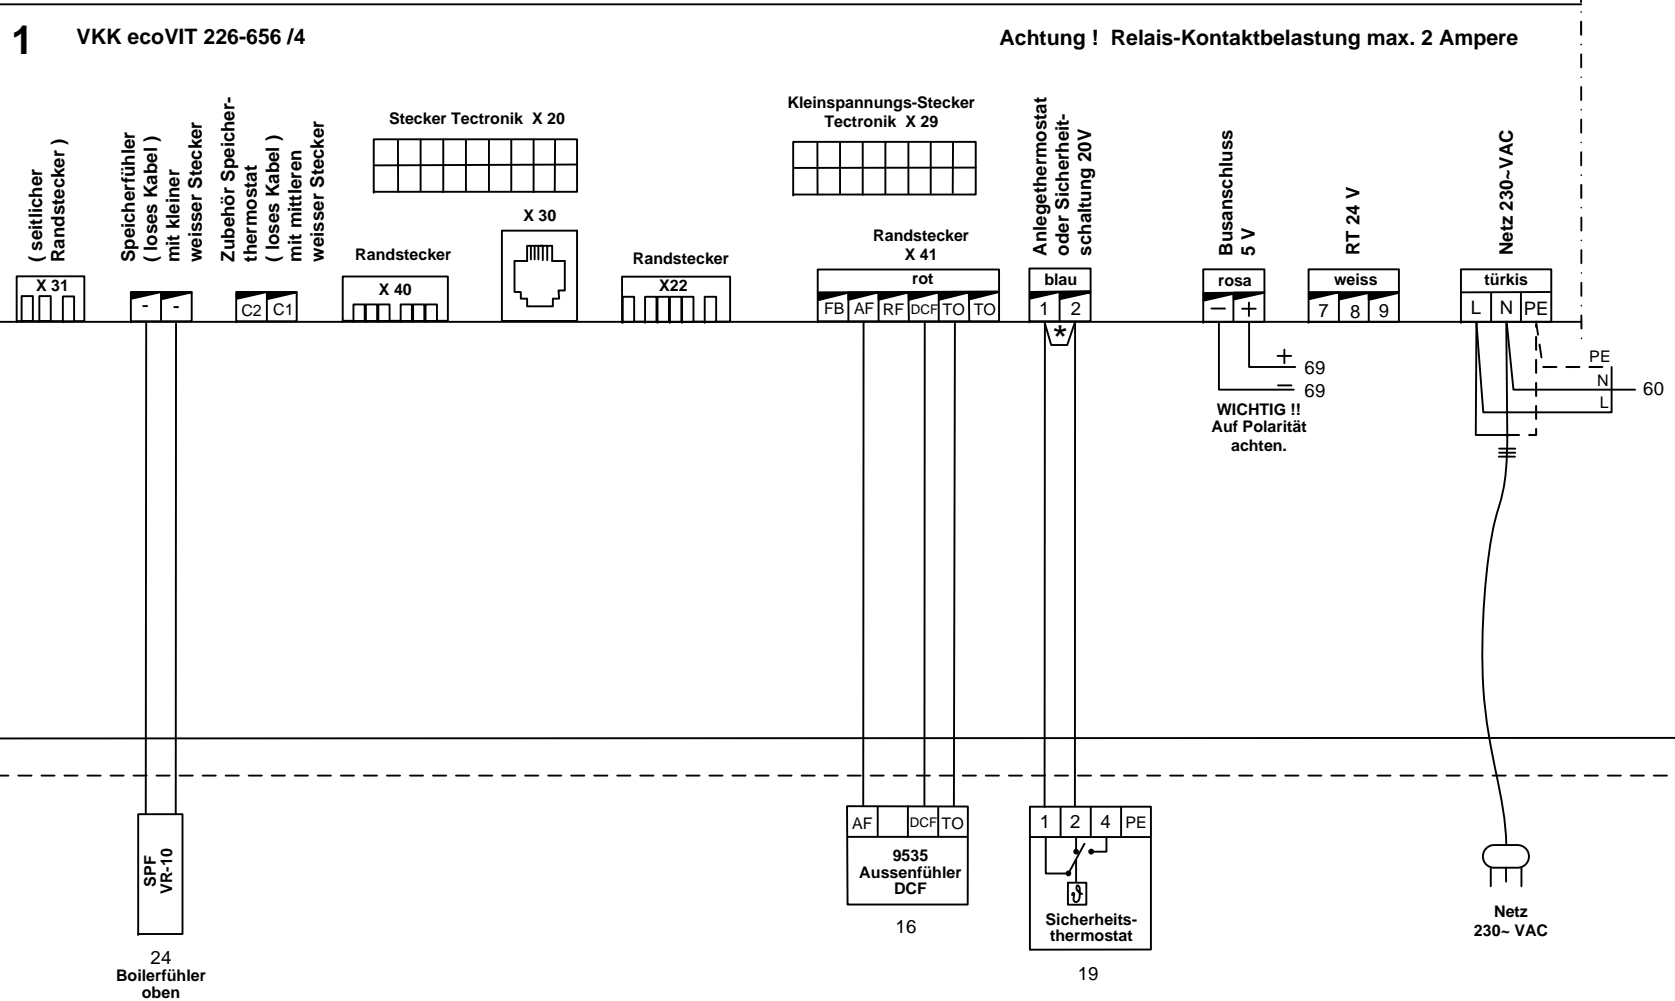 1 VKK ecoVIT 226-656 /4
Achtung ! Relais-Kontaktbelastung max. 2 Ampere
( seitlicher
Randstecker )
X 31
Speicherfühler
( loses Kabel )
mit kleiner
weisser Stecker
- -
Zubehör Speicher-
thermostat
( loses Kabel )
mit mittleren
weisser Stecker
C2 C1
Stecker Tectronik X 20
Randstecker
X 40
X 30
Randstecker
X22
Kleinspannungs-Stecker
Tectronik X 29
Randstecker
X 41
rot
FB AF RF DCF TO TO
Anlegethermostat
oder Sicherheit-
schaltung 20V
blau
1 2
*
Busanschluss
5 V
rosa
− +
+ 69
− 69
WICHTIG !!
Auf Polarität
achten.
RT 24 V
weiss
7 8 9
Netz 230~VAC
türkis
L N PE
PE
N
L
60
SPF
VR-10
24
Boilerfühler
oben
AF DCF TO
9535
Aussenfühler
DCF
16
1 2 4 PE
ϑ
Sicherheits-
thermostat
19
Netz
230~ VAC